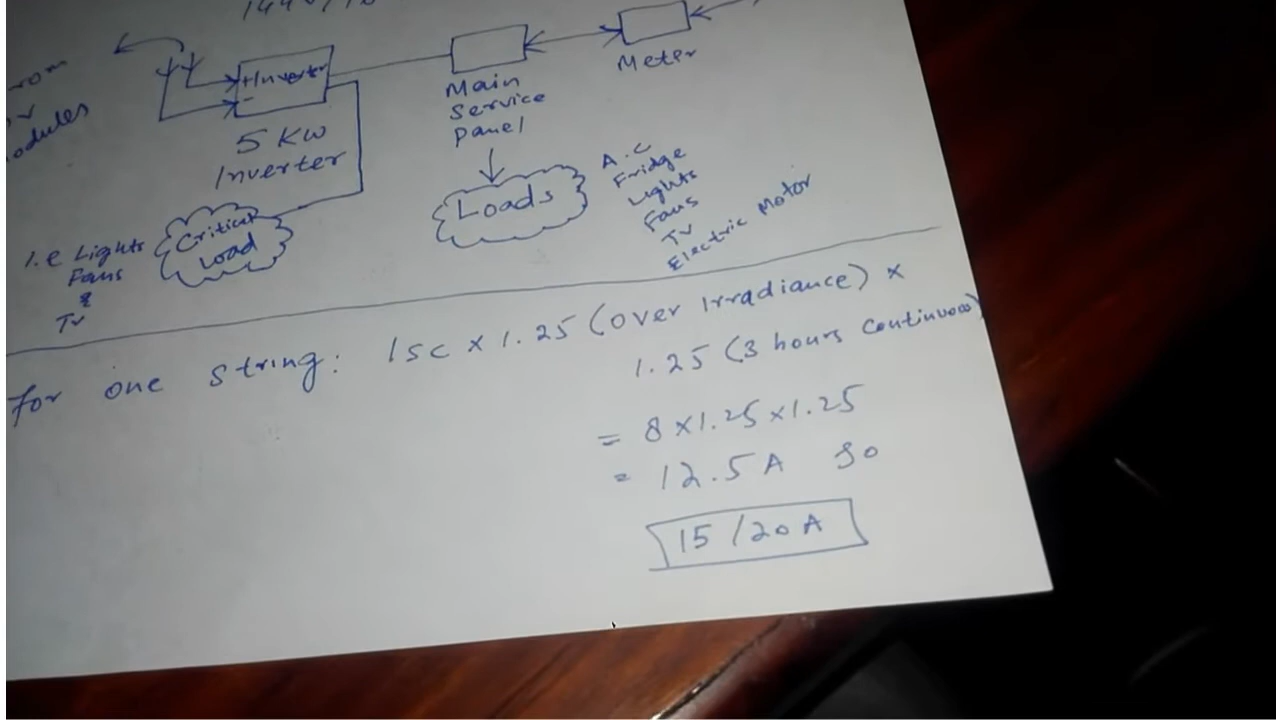 +Inverter
-
5 KW
Inverter
Main
Service
Panel
Meter
Loads
A.C
Fridge
Lights
Fans
Tv
Electric Motor
Critical
Load
i.e Lights
Fans
&
Tv
for one string: Isc x 1.25 (over Irradiance) x
1.25 (3 hours Continuous)
= 8 x 1.25 x 1.25
= 12.5 A so
15 / 20 A